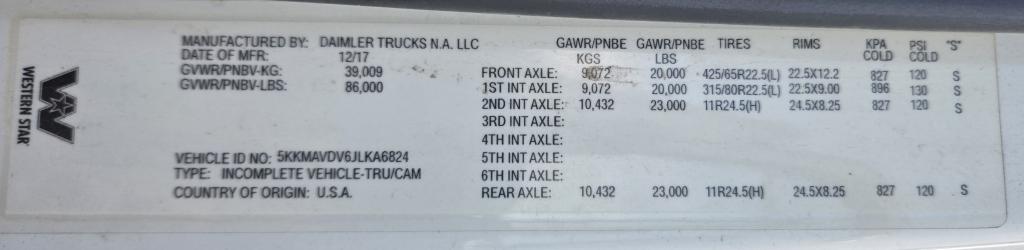 WESTERN STAR
MANUFACTURED BY: DAIMLER TRUCKS N.A. LLC
DATE OF MFR: 12/17
GVWR/PNBV-KG: 39,009
GVWR/PNBV-LBS: 86,000
VEHICLE ID NO: 5KKMAVDV6JLKA6824
TYPE: INCOMPLETE VEHICLE-TRU/CAM
COUNTRY OF ORIGIN: U.S.A.
GAWR/PNBE GAWR/PNBE TIRES RIMS KPA PSI "S"
KGS LBS COLD COLD
FRONT AXLE: 9,072 20,000 425/65R22.5(L) 22.5X12.2 827 120 S
1ST INT AXLE: 9,072 20,000 315/80R22.5(L) 22.5X9.00 896 130 S
2ND INT AXLE: 10,432 23,000 11R24.5(H) 24.5X8.25 827 120 S
3RD INT AXLE:
4TH INT AXLE:
5TH INT AXLE:
6TH INT AXLE:
REAR AXLE: 10,432 23,000 11R24.5(H) 24.5X8.25 827 120 S